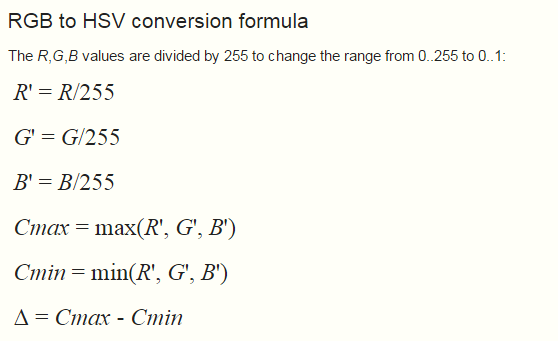 RGB to HSV conversion formula
The R,G,B values are divided by 255 to change the range from 0..255 to 0..1:
R' = R/255
G' = G/255
B' = B/255
Cmax = max(R', G', B')
Cmin = min(R', G', B')
Δ = Cmax - Cmin